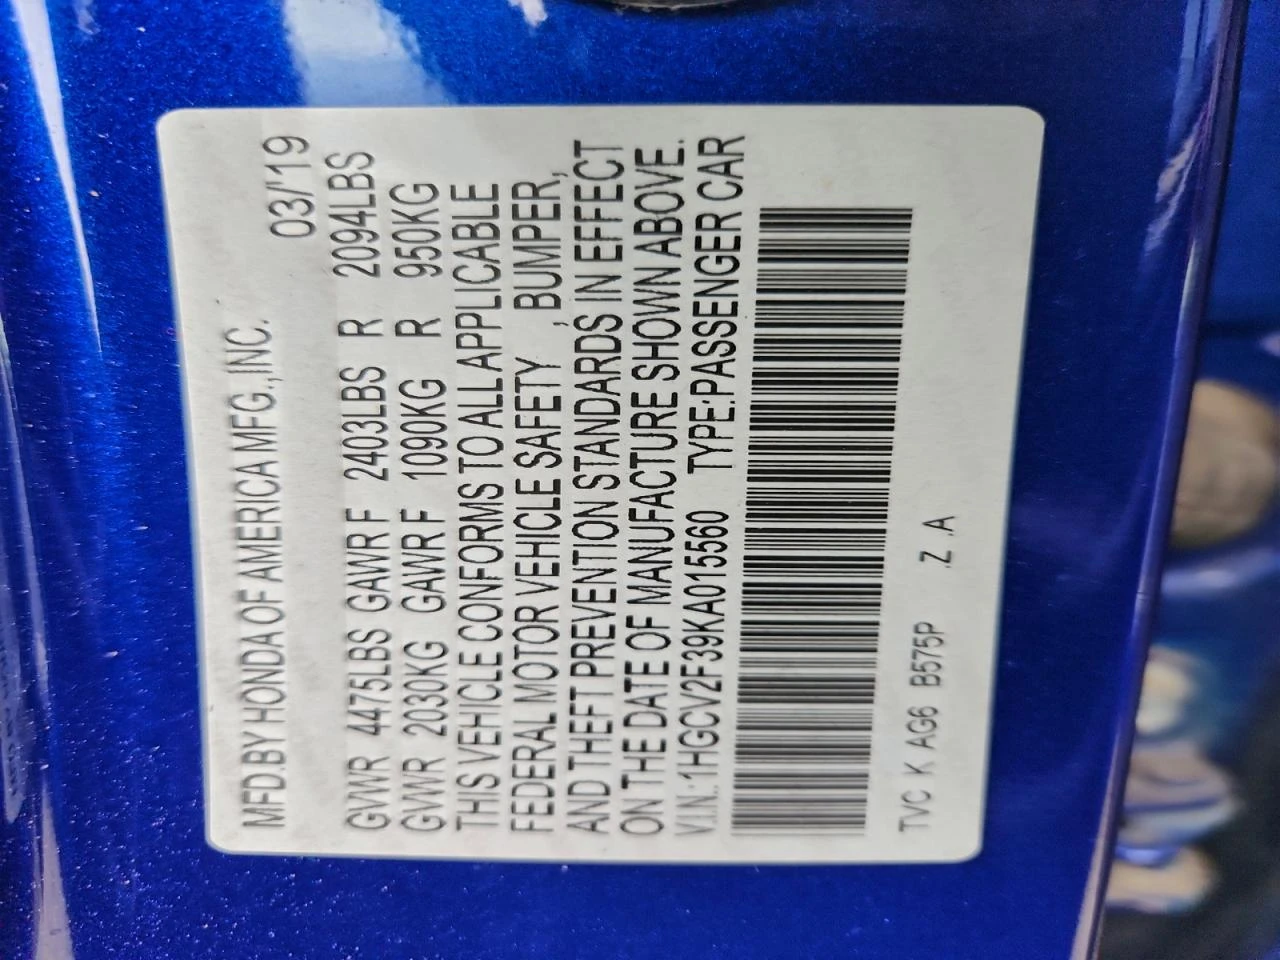 MFD.BY HONDA OF AMERICA MFG.,INC. 03/'19
GVWR 4475LBS GAWR F 2403LBS R 2094LBS
GVWR 2030KG GAWR F 1090KG R 950KG
THIS VEHICLE CONFORMS TO ALL APPLICABLE
FEDERAL MOTOR VEHICLE SAFETY , BUMPER,
AND THEFT PREVENTION STANDARDS IN EFFECT
ON THE DATE OF MANUFACTURE SHOWN ABOVE.
V.I.N.:1HGCV2F39KA015560 TYPE:PASSENGER CAR
TVC K AG6 B575P .Z .A